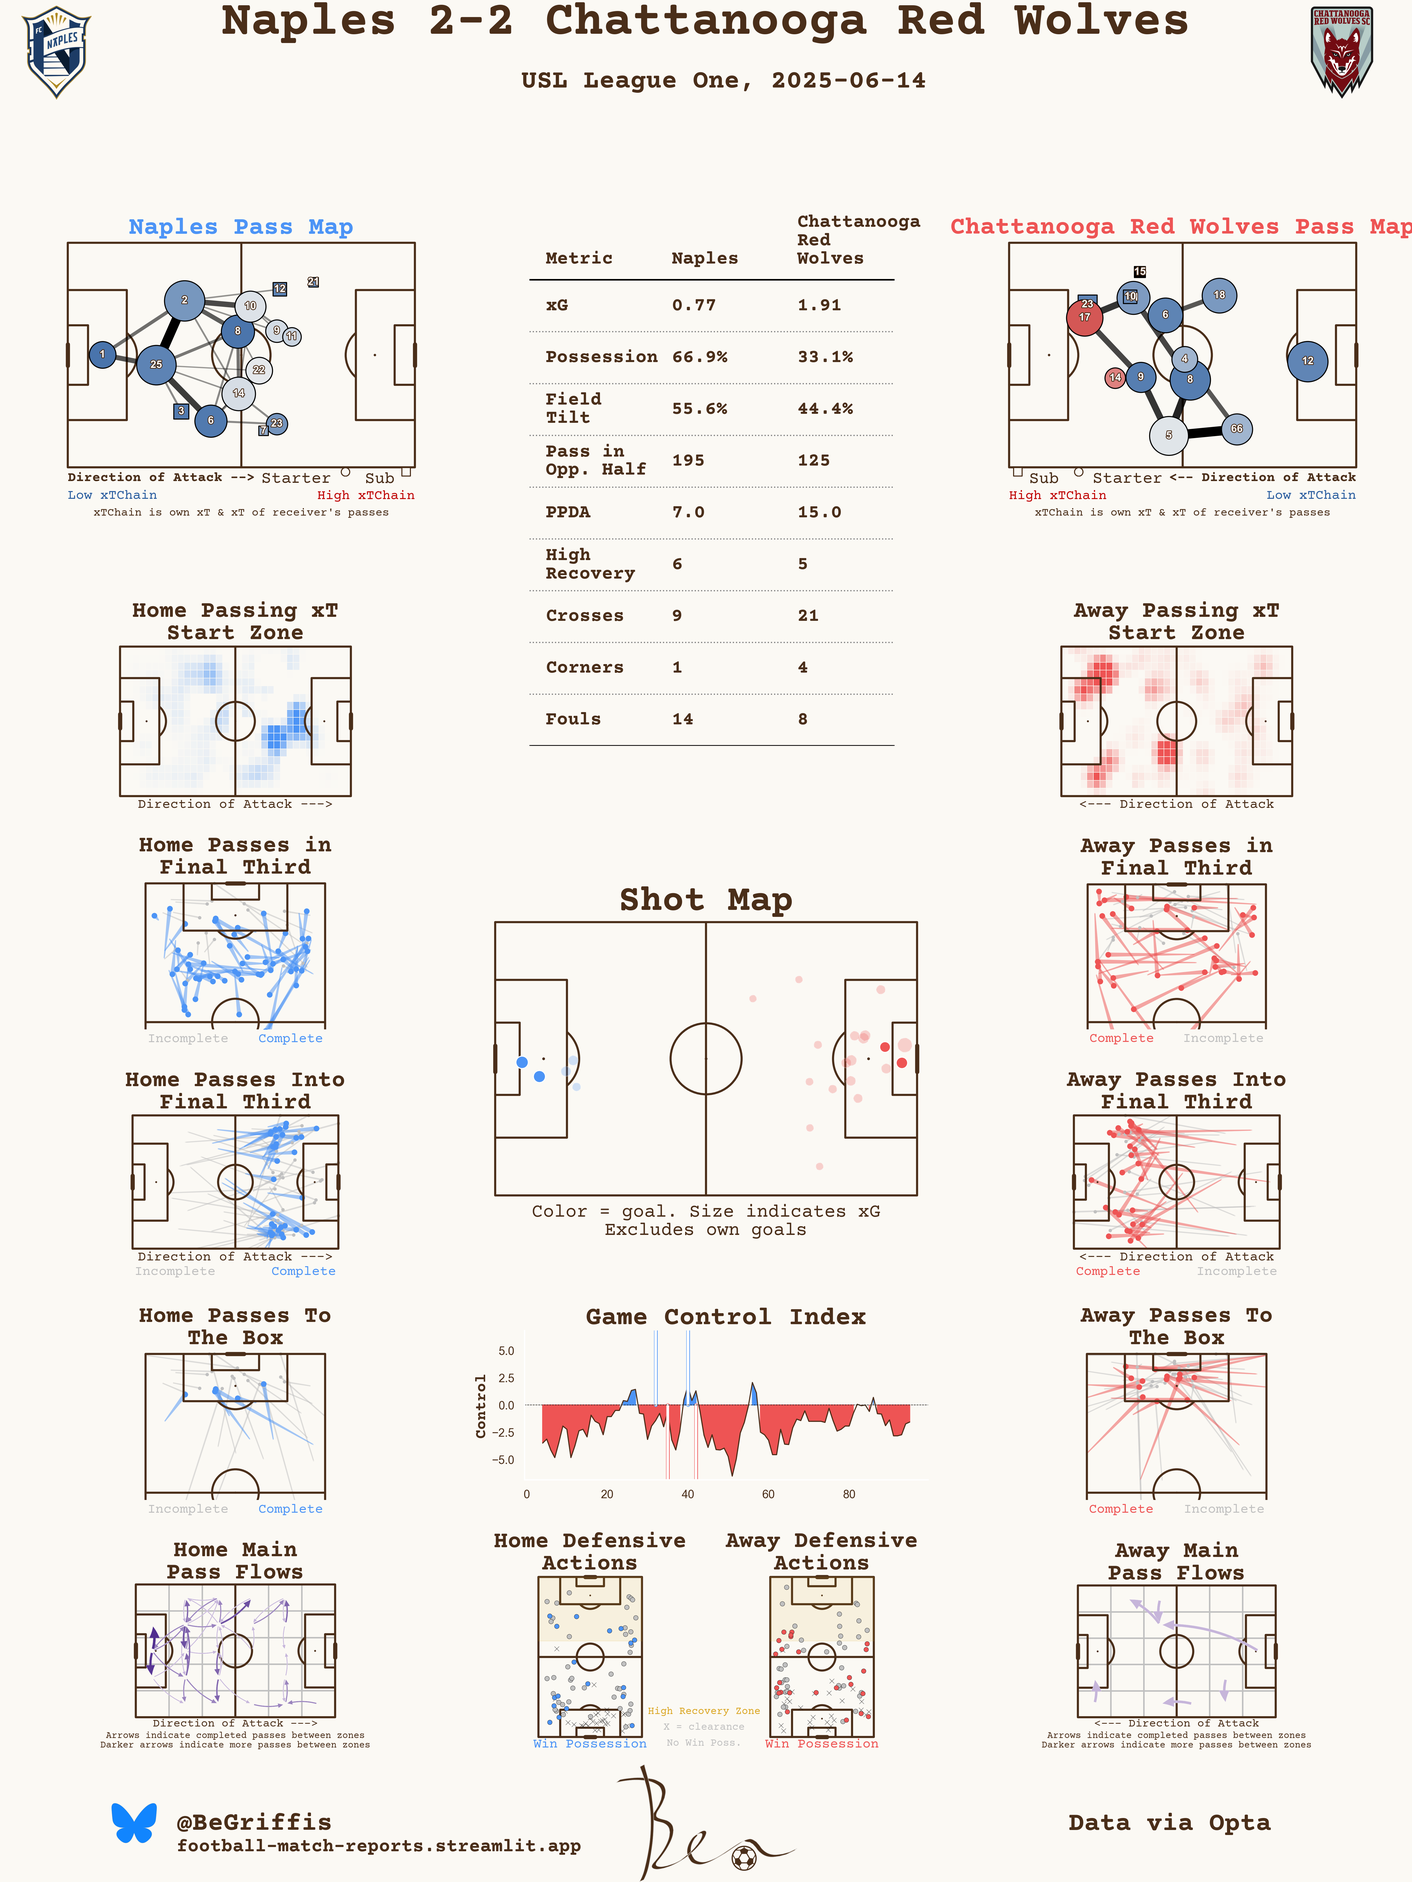 Naples 2-2 Chattanooga Red Wolves
USL League One, 2025-06-14
FC
NAPLES
CHATTANOOGA
RED WOLVES SC
Naples Pass Map
21
12
2
10
8
9
11
1
25
22
14
3
6
23
7
Direction of Attack --> Starter Sub
Low xTChain High xTChain
xTChain is own xT & xT of receiver's passes
Metric Naples Chattanooga
Red
Wolves
xG 0.77 1.91
Possession 66.9% 33.1%
Field
Tilt 55.6% 44.4%
Pass in
Opp. Half 195 125
PPDA 7.0 15.0
High
Recovery 6 5
Crosses 9 21
Corners 1 4
Fouls 14 8
Chattanooga Red Wolves Pass Map
15
10
18
23
17
6
4
12
14
9
8
5
66
Sub Starter <-- Direction of Attack
High xTChain Low xTChain
xTChain is own xT & xT of receiver's passes
Home Passing xT
Start Zone
Direction of Attack --->
Away Passing xT
Start Zone
<--- Direction of Attack
Home Passes in
Final Third
Incomplete Complete
Away Passes in
Final Third
Complete Incomplete
Shot Map
Color = goal. Size indicates xG
Excludes own goals
Home Passes Into
Final Third
Direction of Attack --->
Incomplete Complete
Away Passes Into
Final Third
<--- Direction of Attack
Complete Incomplete
Home Passes To
The Box
Incomplete Complete
Game Control Index
Control
5.0
2.5
0.0
−2.5
−5.0
0 20 40 60 80
Away Passes To
The Box
Complete Incomplete
Home Main
Pass Flows
Direction of Attack --->
Arrows indicate completed passes between zones
Darker arrows indicate more passes between zones
Home Defensive
Actions
Win Possession
Away Defensive
Actions
Win Possession
High Recovery Zone
X = clearance
No Win Poss.
Away Main
Pass Flows
<--- Direction of Attack
Arrows indicate completed passes between zones
Darker arrows indicate more passes between zones
@BeGriffis
football-match-reports.streamlit.app
Ben
Data via Opta